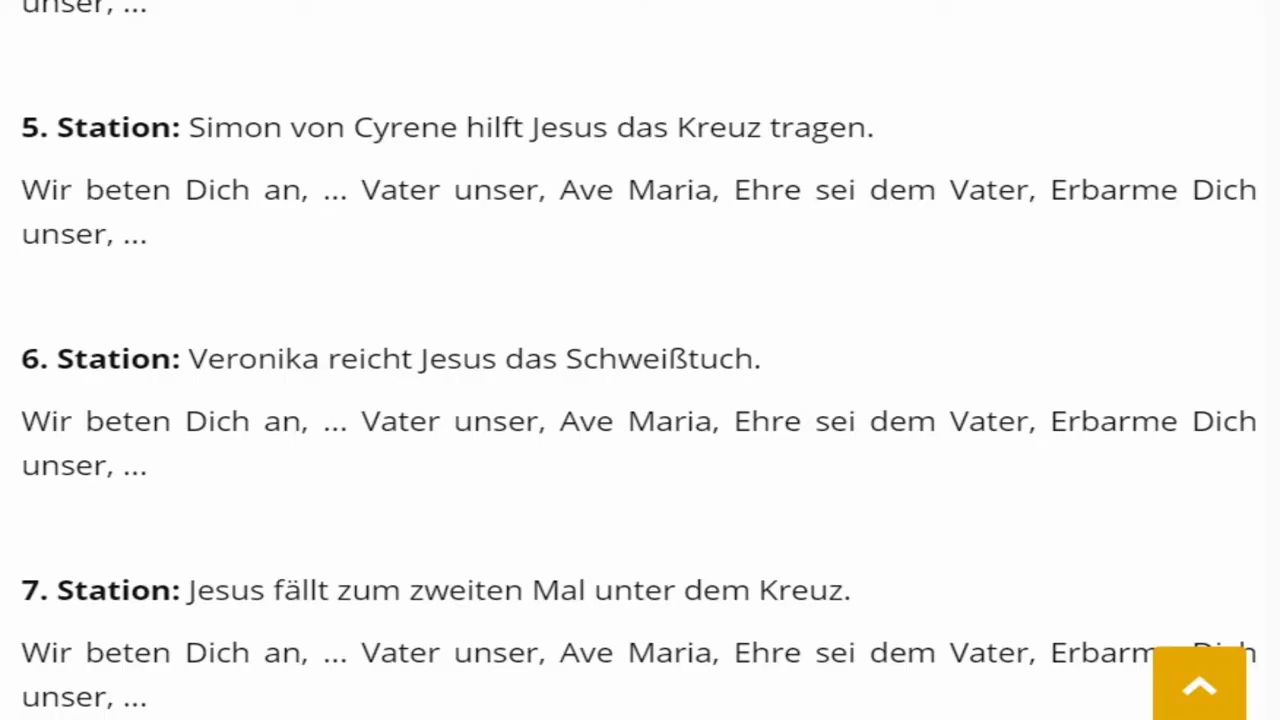 unser, ...
5. Station: Simon von Cyrene hilft Jesus das Kreuz tragen.
Wir beten Dich an, ... Vater unser, Ave Maria, Ehre sei dem Vater, Erbarme Dich
unser, ...
6. Station: Veronika reicht Jesus das Schweißtuch.
Wir beten Dich an, ... Vater unser, Ave Maria, Ehre sei dem Vater, Erbarme Dich
unser, ...
7. Station: Jesus fällt zum zweiten Mal unter dem Kreuz.
Wir beten Dich an, ... Vater unser, Ave Maria, Ehre sei dem Vater, Erbarme Dich
unser, ...